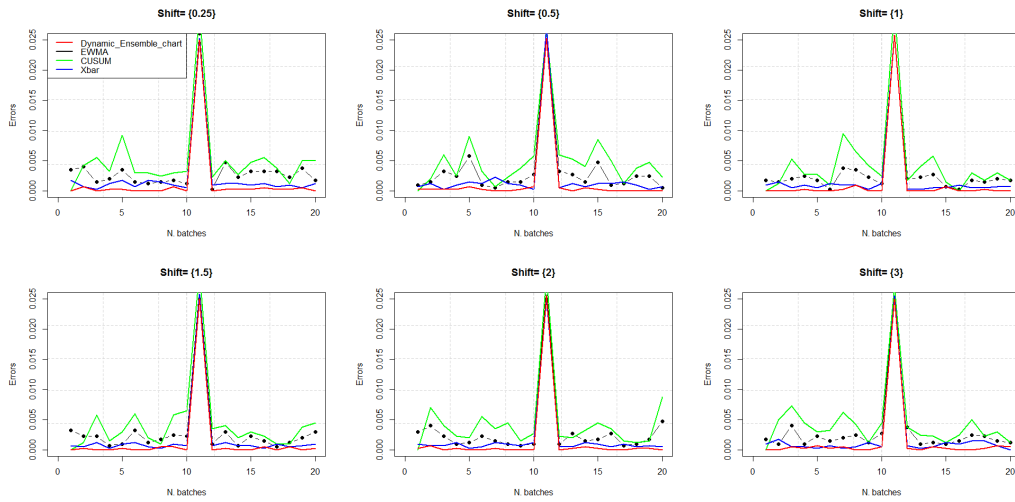 Shift= {0.25}
Errors
0.000 0.005 0.010 0.015 0.020 0.025
Dynamic_Ensemble_chart
EWMA
CUSUM
Xbar
0 5 10 15 20
N. batches
Shift= {0.5}
Errors
0.000 0.005 0.010 0.015 0.020 0.025
0 5 10 15 20
N. batches
Shift= {1}
Errors
0.000 0.005 0.010 0.015 0.020 0.025
0 5 10 15 20
N. batches
Shift= {1.5}
Errors
0.000 0.005 0.010 0.015 0.020 0.025
0 5 10 15 20
N. batches
Shift= {2}
Errors
0.000 0.005 0.010 0.015 0.020 0.025
0 5 10 15 20
N. batches
Shift= {3}
Errors
0.000 0.005 0.010 0.015 0.020 0.025
0 5 10 15 20
N. batches